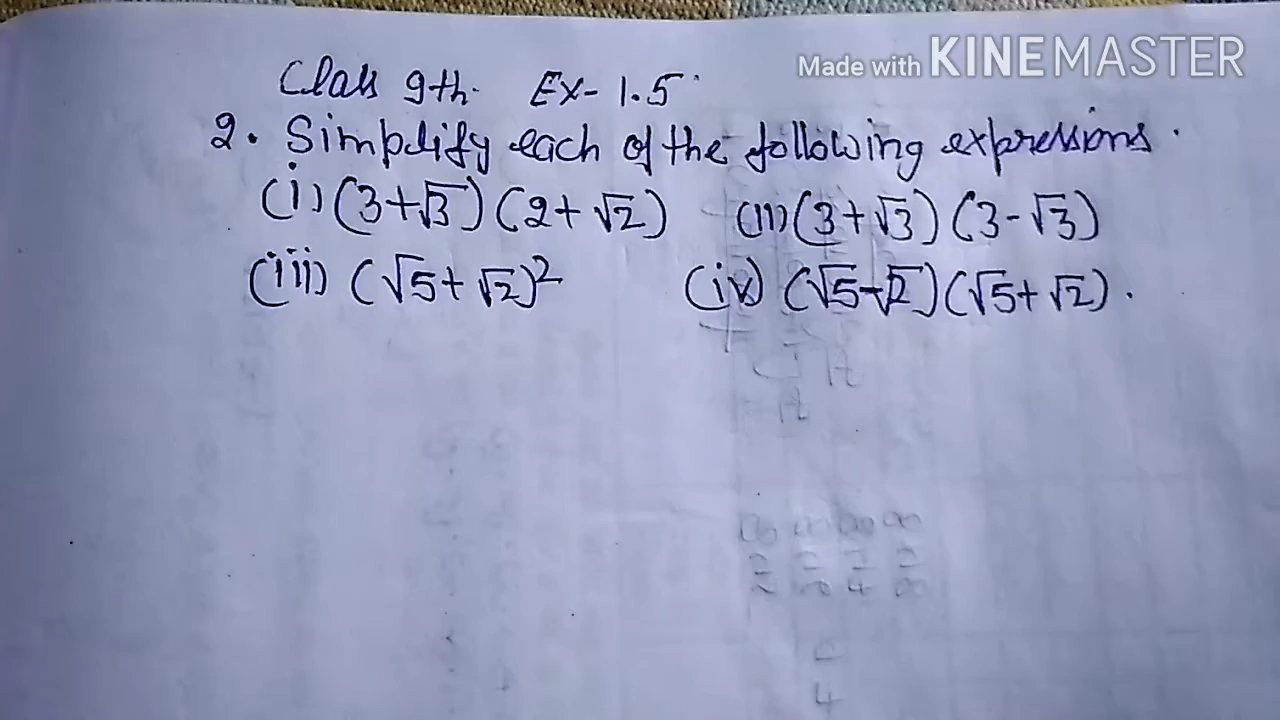 Made with KINEMASTER
Class 9th. Ex- 1.5
2. Simplify each of the following expressions.
(i) (3+√3) (2+√2) (ii) (3+√3) (3-√3)
(iii) (√5+√2)² (iv) (√5-√2) (√5+√2).